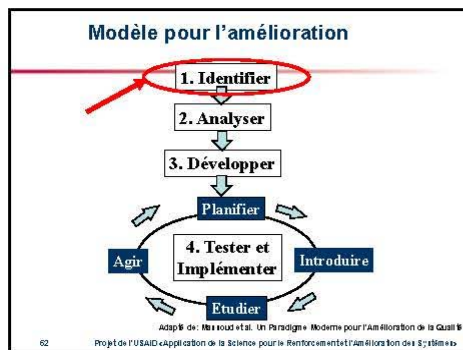 Modèle pour l'amélioration
1. Identifier
2. Analyser
3. Développer
Planifier
Agir
4. Tester et
Implémenter
Introduire
Etudier
Adapté de: Massoud et al. Un Paradigme Moderne pour l'Amélioration de la Qualité
62 Projet de l'USAID «Application de la Science pour le Renforcement et l'Amélioration des Systèmes»